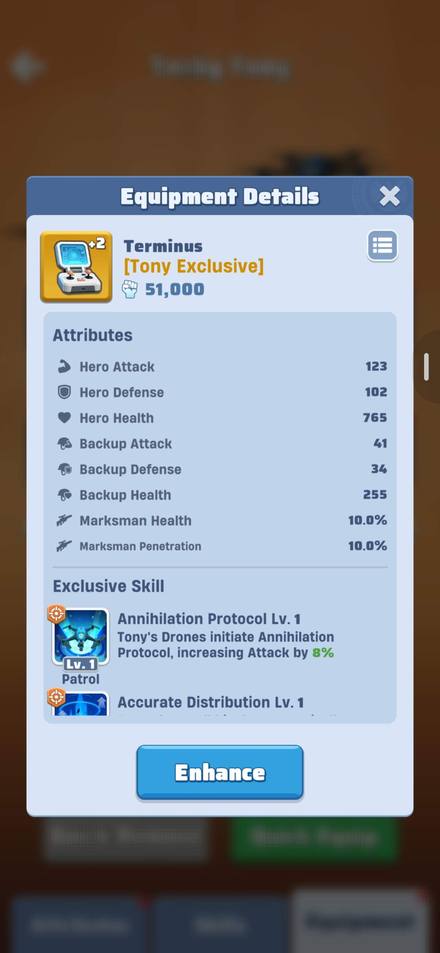 Equipment Details
+2
Terminus
[Tony Exclusive]
51,000
Attributes
Hero Attack 123
Hero Defense 102
Hero Health 765
Backup Attack 41
Backup Defense 34
Backup Health 255
Marksman Health 10.0%
Marksman Penetration 10.0%
Exclusive Skill
Annihilation Protocol Lv. 1
Tony's Drones initiate Annihilation
Protocol, increasing Attack by 8%
Lv. 1
Patrol
Accurate Distribution Lv. 1
Enhance